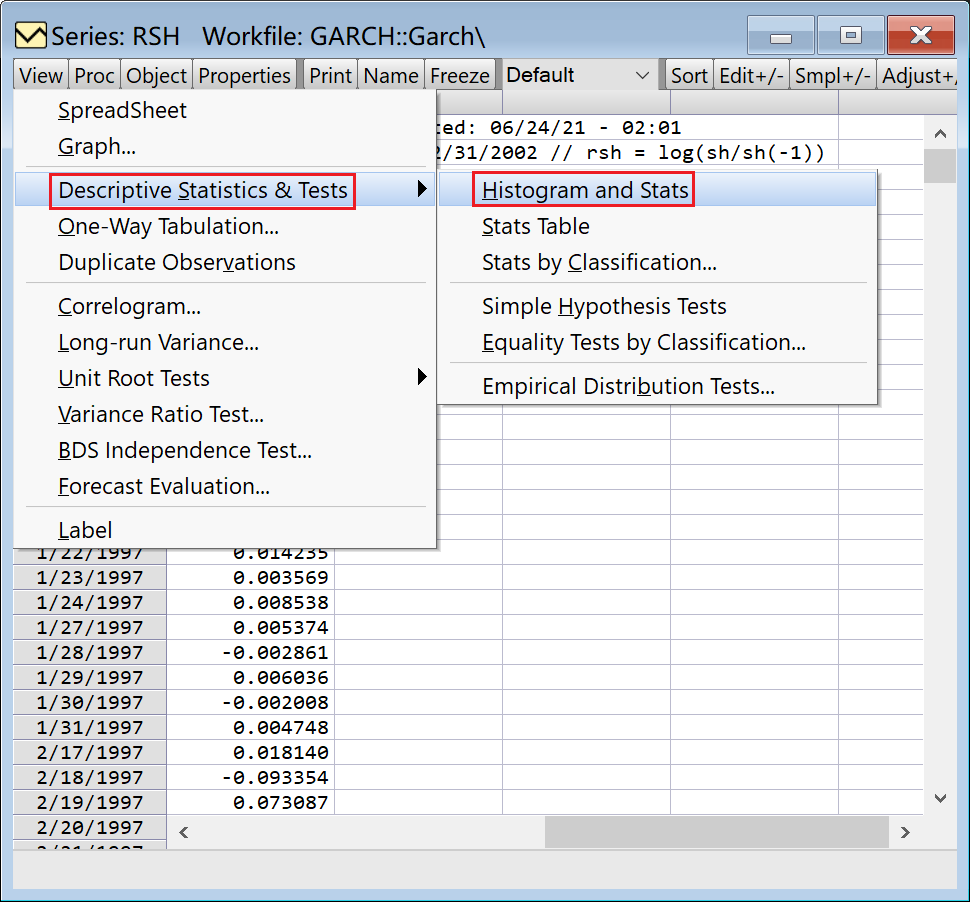 Series: RSH   Workfile: GARCH::Garch\
View Proc Object Properties Print Name Freeze Default Sort Edit+/- Smpl+/- Adjust+/
ted: 06/24/21 - 02:01
2/31/2002 // rsh = log(sh/sh(-1))
SpreadSheet
Graph...
Descriptive Statistics & Tests
One-Way Tabulation...
Duplicate Observations
Correlogram...
Long-run Variance...
Unit Root Tests
Variance Ratio Test...
BDS Independence Test...
Forecast Evaluation...
Label
Histogram and Stats
Stats Table
Stats by Classification...
Simple Hypothesis Tests
Equality Tests by Classification...
Empirical Distribution Tests...
1/22/1997 0.014235
1/23/1997 0.003569
1/24/1997 0.008538
1/27/1997 0.005374
1/28/1997 -0.002861
1/29/1997 0.006036
1/30/1997 -0.002008
1/31/1997 0.004748
2/17/1997 0.018140
2/18/1997 -0.093354
2/19/1997 0.073087
2/20/1997